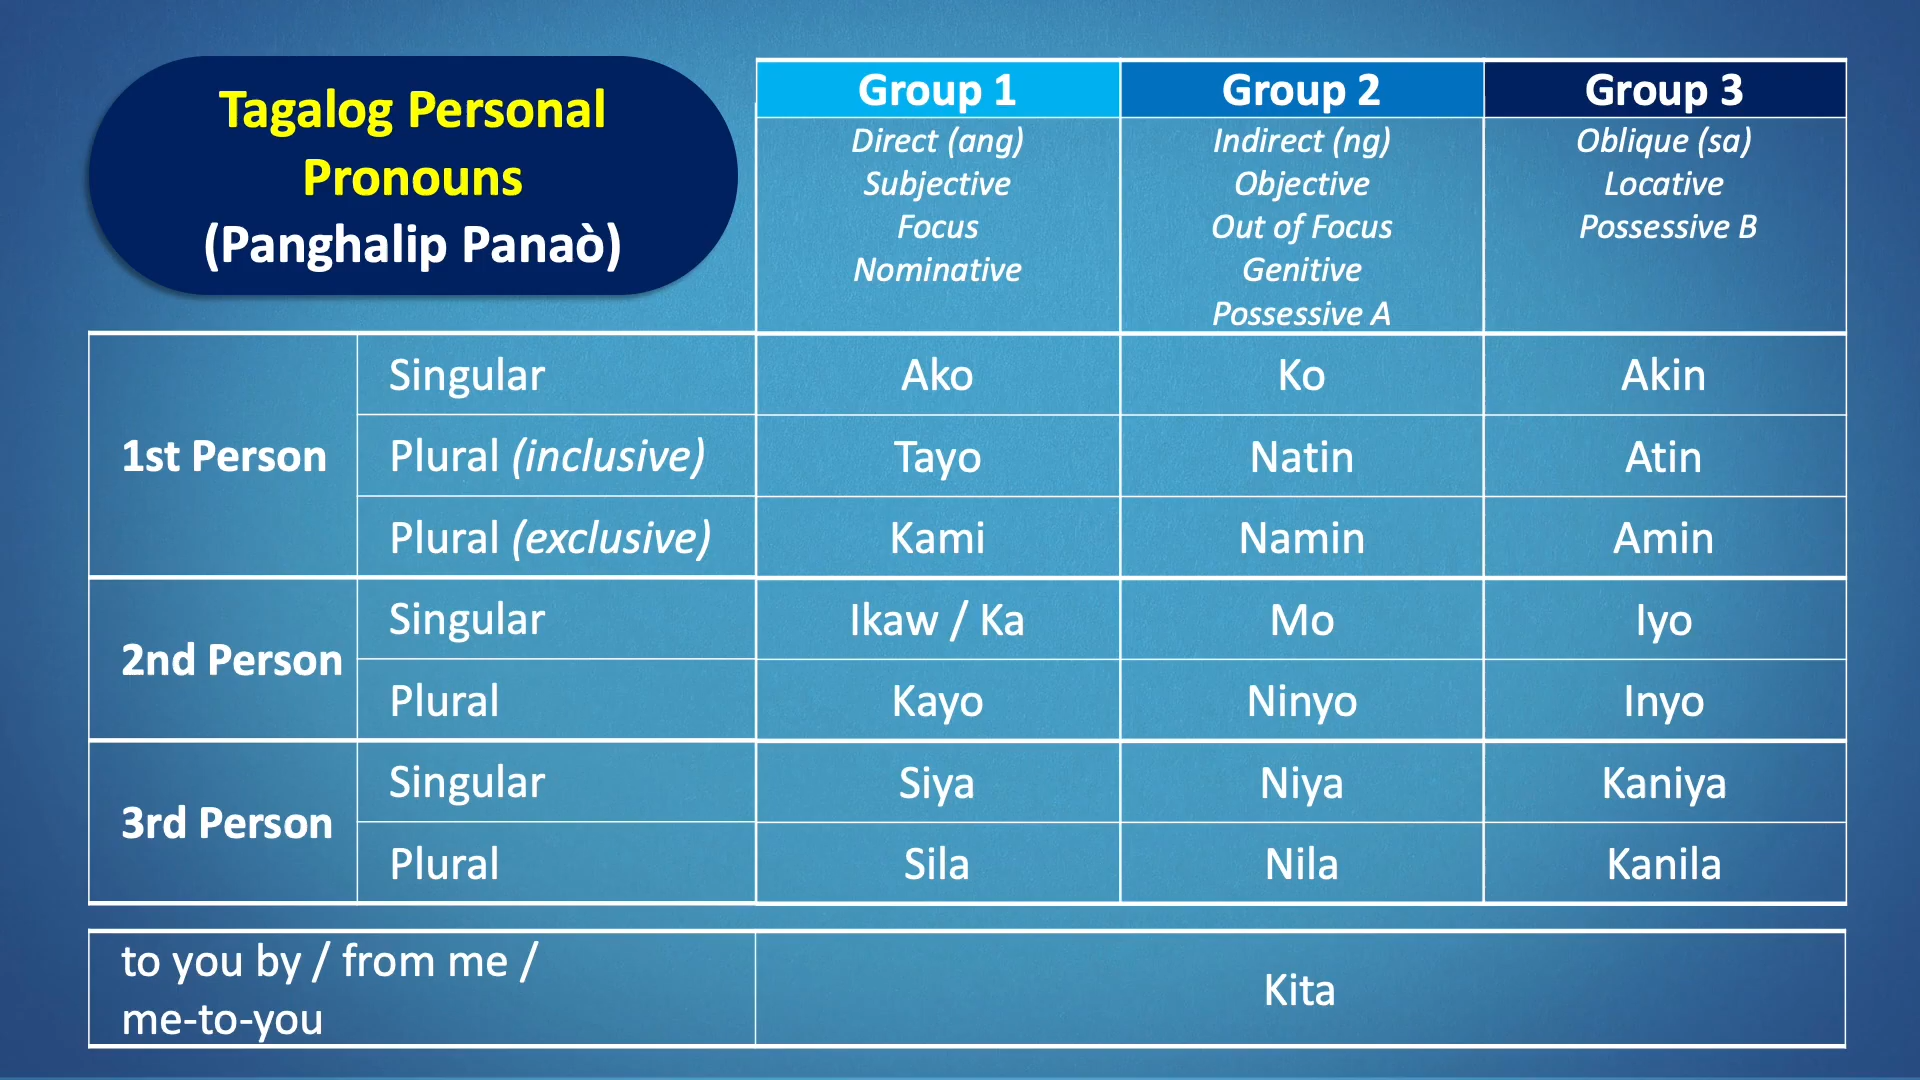 Tagalog Personal
Pronouns
(Panghalip Panaò)
Group 1
Group 2
Group 3
Direct (ang)
Subjective
Focus
Nominative
Indirect (ng)
Objective
Out of Focus
Genitive
Possessive A
Oblique (sa)
Locative
Possessive B
1st Person
Singular
Ako
Ko
Akin
Plural (inclusive)
Tayo
Natin
Atin
Plural (exclusive)
Kami
Namin
Amin
2nd Person
Singular
Ikaw / Ka
Mo
Iyo
Plural
Kayo
Ninyo
Inyo
3rd Person
Singular
Siya
Niya
Kaniya
Plural
Sila
Nila
Kanila
to you by / from me /
me-to-you
Kita